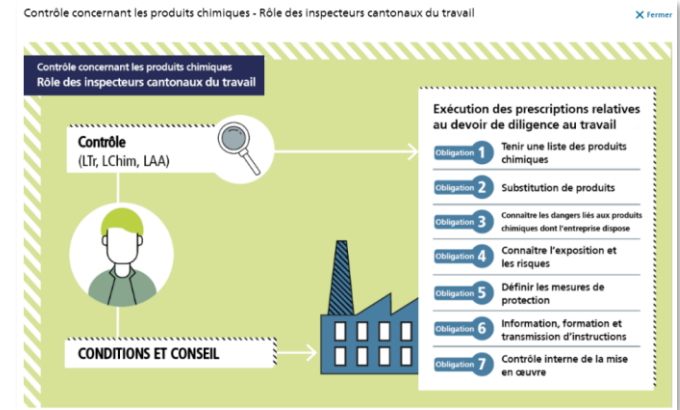 Contrôle concernant les produits chimiques - Rôle des inspecteurs cantonaux du travail
X Fermer
Contrôle concernant les produits chimiques
Rôle des inspecteurs cantonaux du travail
Contrôle
(LTr, LChim, LAA)
CONDITIONS ET CONSEIL
Exécution des prescriptions relatives
au devoir de diligence au travail
Obligation 1 Tenir une liste des produits
chimiques
Obligation 2 Substitution de produits
Obligation 3 Connaître les dangers liés aux produits
chimiques dont l'entreprise dispose
Obligation 4 Connaître l'exposition et
les risques
Obligation 5 Définir les mesures de
protection
Obligation 6 Information, formation et
transmission d'instructions
Obligation 7 Contrôle interne de la mise
en œuvre